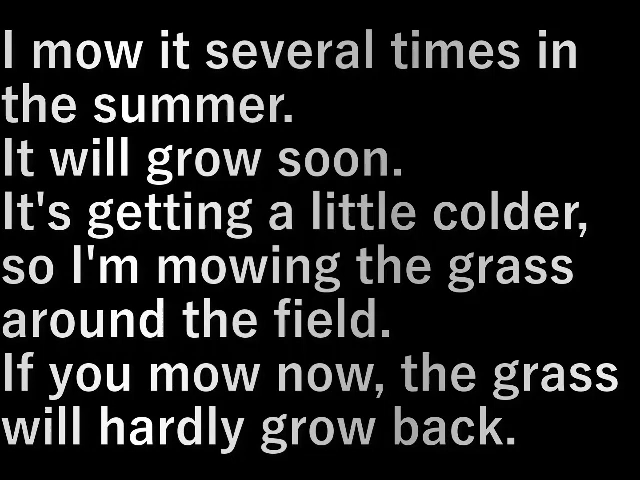 I mow it several times in
the summer.
It will grow soon.
It's getting a little colder,
so I'm mowing the grass
around the field.
If you mow now, the grass
will hardly grow back.